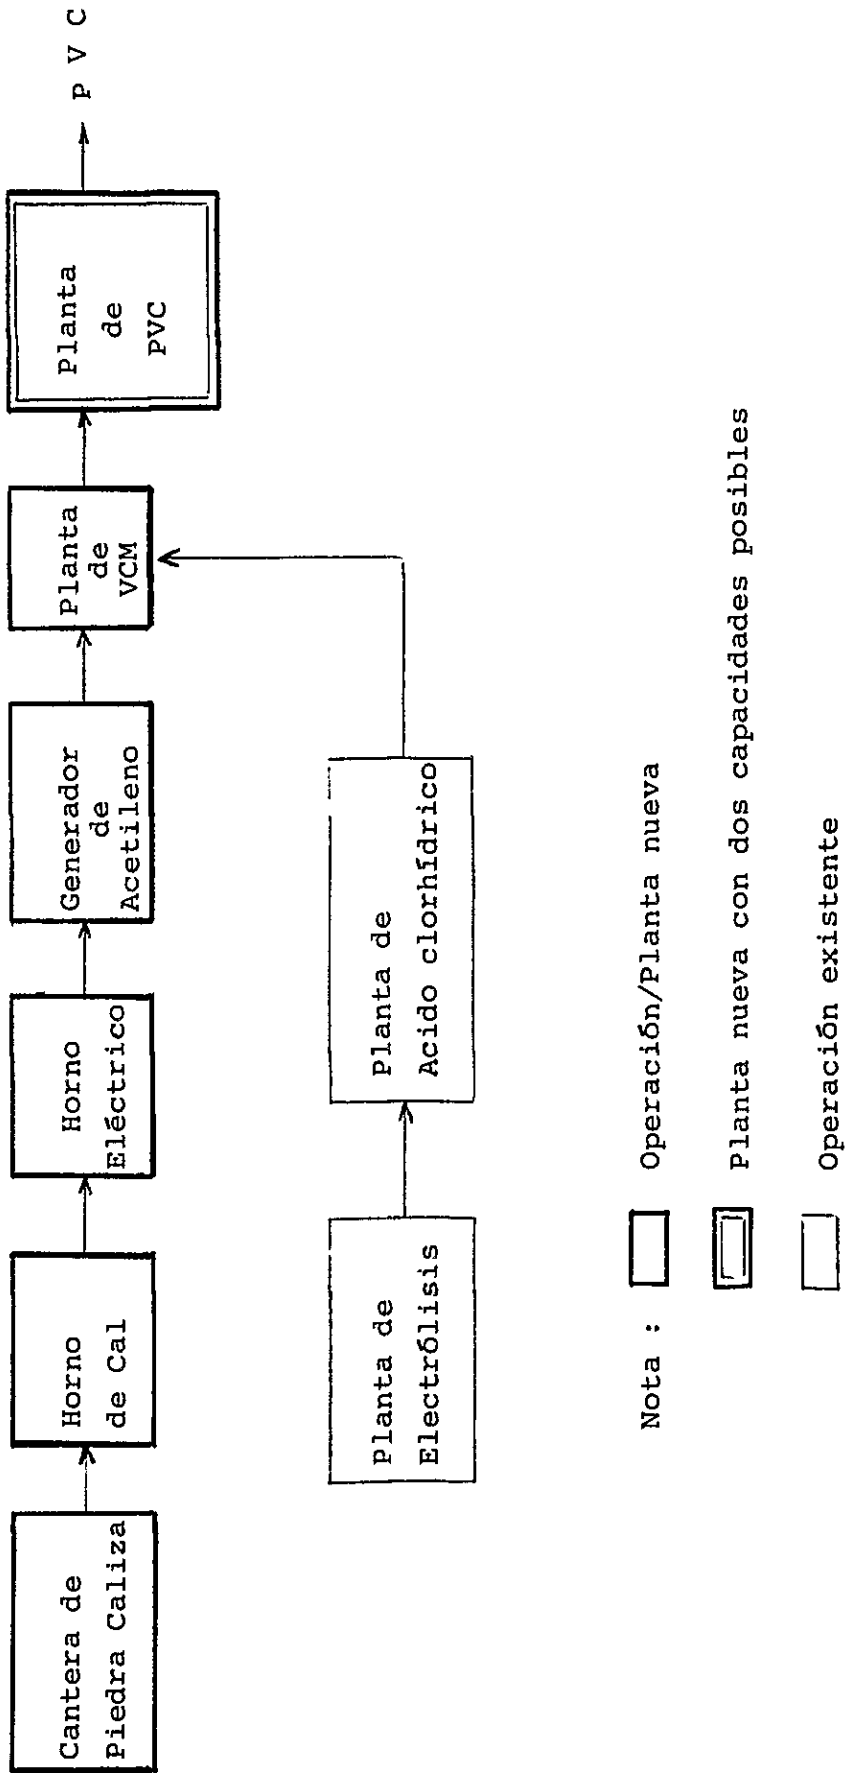 Cantera de
Piedra Caliza
Horno
de Cal
Horno
Eléctrico
Generador
de
Acetileno
Planta
de
VCM
Planta
de
PVC
P V C
Planta de
Electrólisis
Planta de
Acido clorhídrico
Nota :
Operación/Planta nueva
Planta nueva con dos capacidades posibles
Operación existente